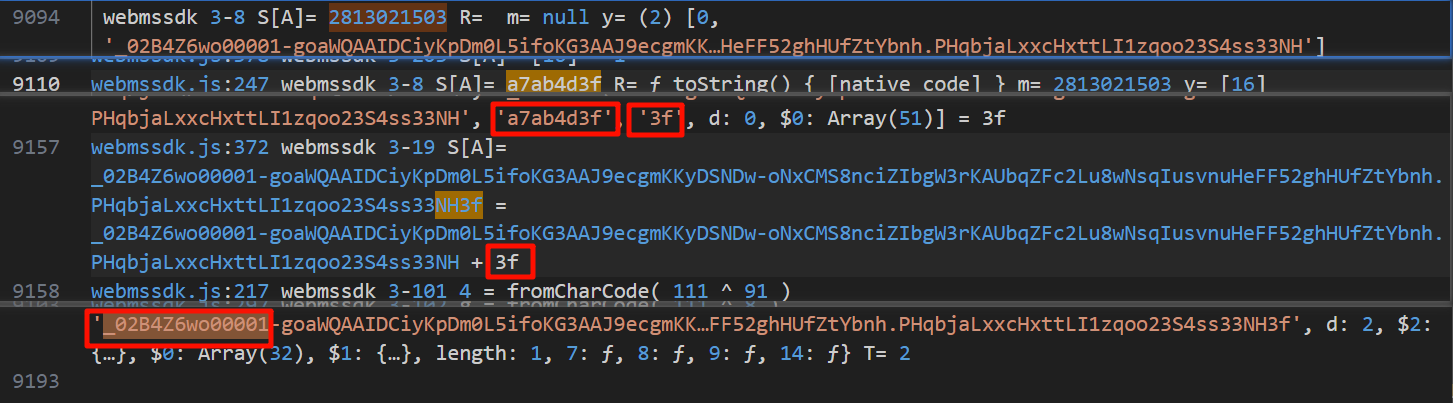 9094 webmssdk 3-8 S[A]= 2813021503 R= m= null y= (2) [0,
'_02B4Z6wo00001-goaWQAAIDCiyKpDm0L5ifoKG3AAJ9ecgmKK…HeFF52ghHUfZtYbnh.PHqbjaLxxcHxttLI1zqoo23S4ss33NH']
9110 webmssdk.js:247 webmssdk 3-8 S[A]= a7ab4d3f R= ƒ toString() { [native code] } m= 2813021503 y= [16]
PHqbjaLxxcHxttLI1zqoo23S4ss33NH', 'a7ab4d3f', '3f', d: 0, $0: Array(51)] = 3f
9157 webmssdk.js:372 webmssdk 3-19 S[A]=
_02B4Z6wo00001-goaWQAAIDCiyKpDm0L5ifoKG3AAJ9ecgmKKyDSNDw-oNxCMS8nciZIbgW3rKAUbqZFc2Lu8wNsqIusvnuHeFF52ghHUfZtYbnh.
PHqbjaLxxcHxttLI1zqoo23S4ss33NH3f =
_02B4Z6wo00001-goaWQAAIDCiyKpDm0L5ifoKG3AAJ9ecgmKKyDSNDw-oNxCMS8nciZIbgW3rKAUbqZFc2Lu8wNsqIusvnuHeFF52ghHUfZtYbnh.
PHqbjaLxxcHxttLI1zqoo23S4ss33NH + 3f
9158 webmssdk.js:217 webmssdk 3-101 4 = fromCharCode( 111 ^ 91 )
'_02B4Z6wo00001-goaWQAAIDCiyKpDm0L5ifoKG3AAJ9ecgmKK…FF52ghHUfZtYbnh.PHqbjaLxxcHxttLI1zqoo23S4ss33NH3f', d: 2, $2:
{…}, $0: Array(32), $1: {…}, length: 1, 7: ƒ, 8: ƒ, 9: ƒ, 14: ƒ} T= 2
9193